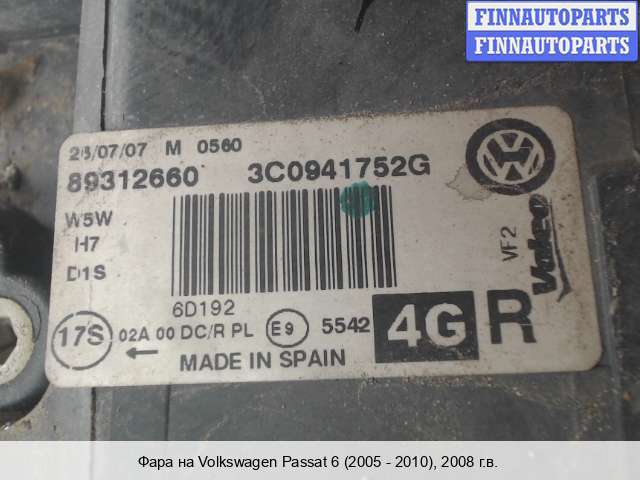 FINNAUTOPARTS
FINNAUTOPARTS
26/07/07 M 0560
89312660 3C0941752G
W5W
H7
D1S
VF2
Valeo
6D192
17S 02A 00 DC/R PL E9 5542 4G R
MADE IN SPAIN
Фара на Volkswagen Passat 6 (2005 - 2010), 2008 г.в.